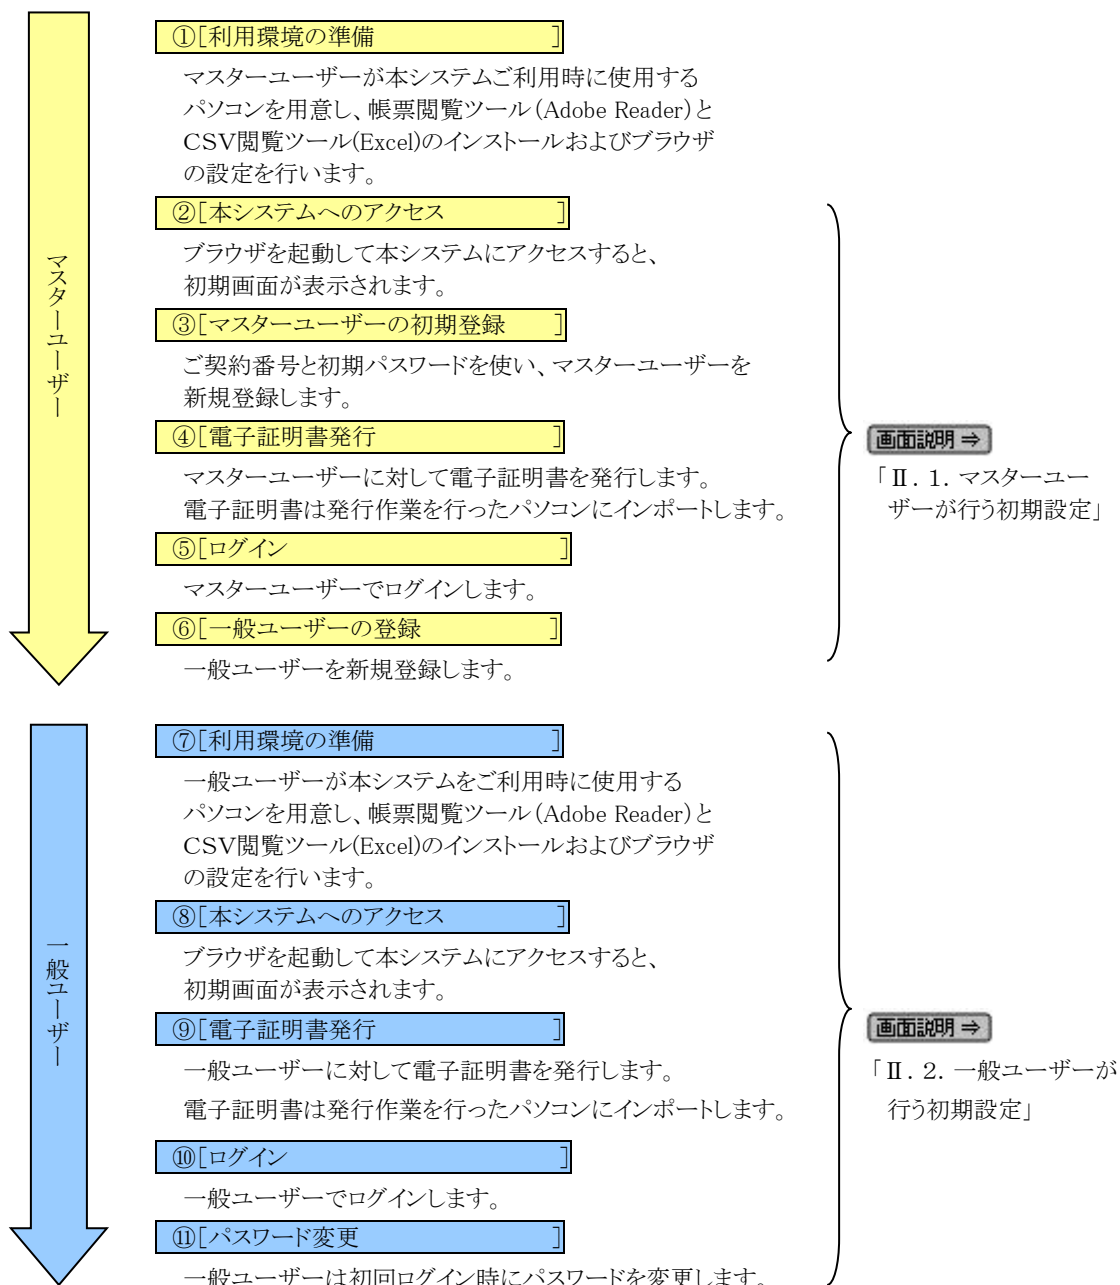 マスターユーザー
①[利用環境の準備 ]
マスターユーザーが本システムご利用時に使用する
パソコンを用意し、帳票閲覧ツール(Adobe Reader)と
CSV閲覧ツール(Excel)のインストールおよびブラウザ
の設定を行います。
②[本システムへのアクセス ]
ブラウザを起動して本システムにアクセスすると、
初期画面が表示されます。
③[マスターユーザーの初期登録 ]
ご契約番号と初期パスワードを使い、マスターユーザーを
新規登録します。
④[電子証明書発行 ]
マスターユーザーに対して電子証明書を発行します。
電子証明書は発行作業を行ったパソコンにインポートします。
⑤[ログイン ]
マスターユーザーでログインします。
⑥[一般ユーザーの登録 ]
一般ユーザーを新規登録します。
画面説明⇒
「Ⅱ.1.マスターユー
ザーが行う初期設定」
一般ユーザー
⑦[利用環境の準備 ]
一般ユーザーが本システムをご利用時に使用する
パソコンを用意し、帳票閲覧ツール(Adobe Reader)と
CSV閲覧ツール(Excel)のインストールおよびブラウザ
の設定を行います。
⑧[本システムへのアクセス ]
ブラウザを起動して本システムにアクセスすると、
初期画面が表示されます。
⑨[電子証明書発行 ]
一般ユーザーに対して電子証明書を発行します。
電子証明書は発行作業を行ったパソコンにインポートします。
⑩[ログイン ]
一般ユーザーでログインします。
⑪[パスワード変更 ]
一般ユーザーは初回ログイン時にパスワードを変更します。
画面説明⇒
「Ⅱ.2.一般ユーザーが
行う初期設定」